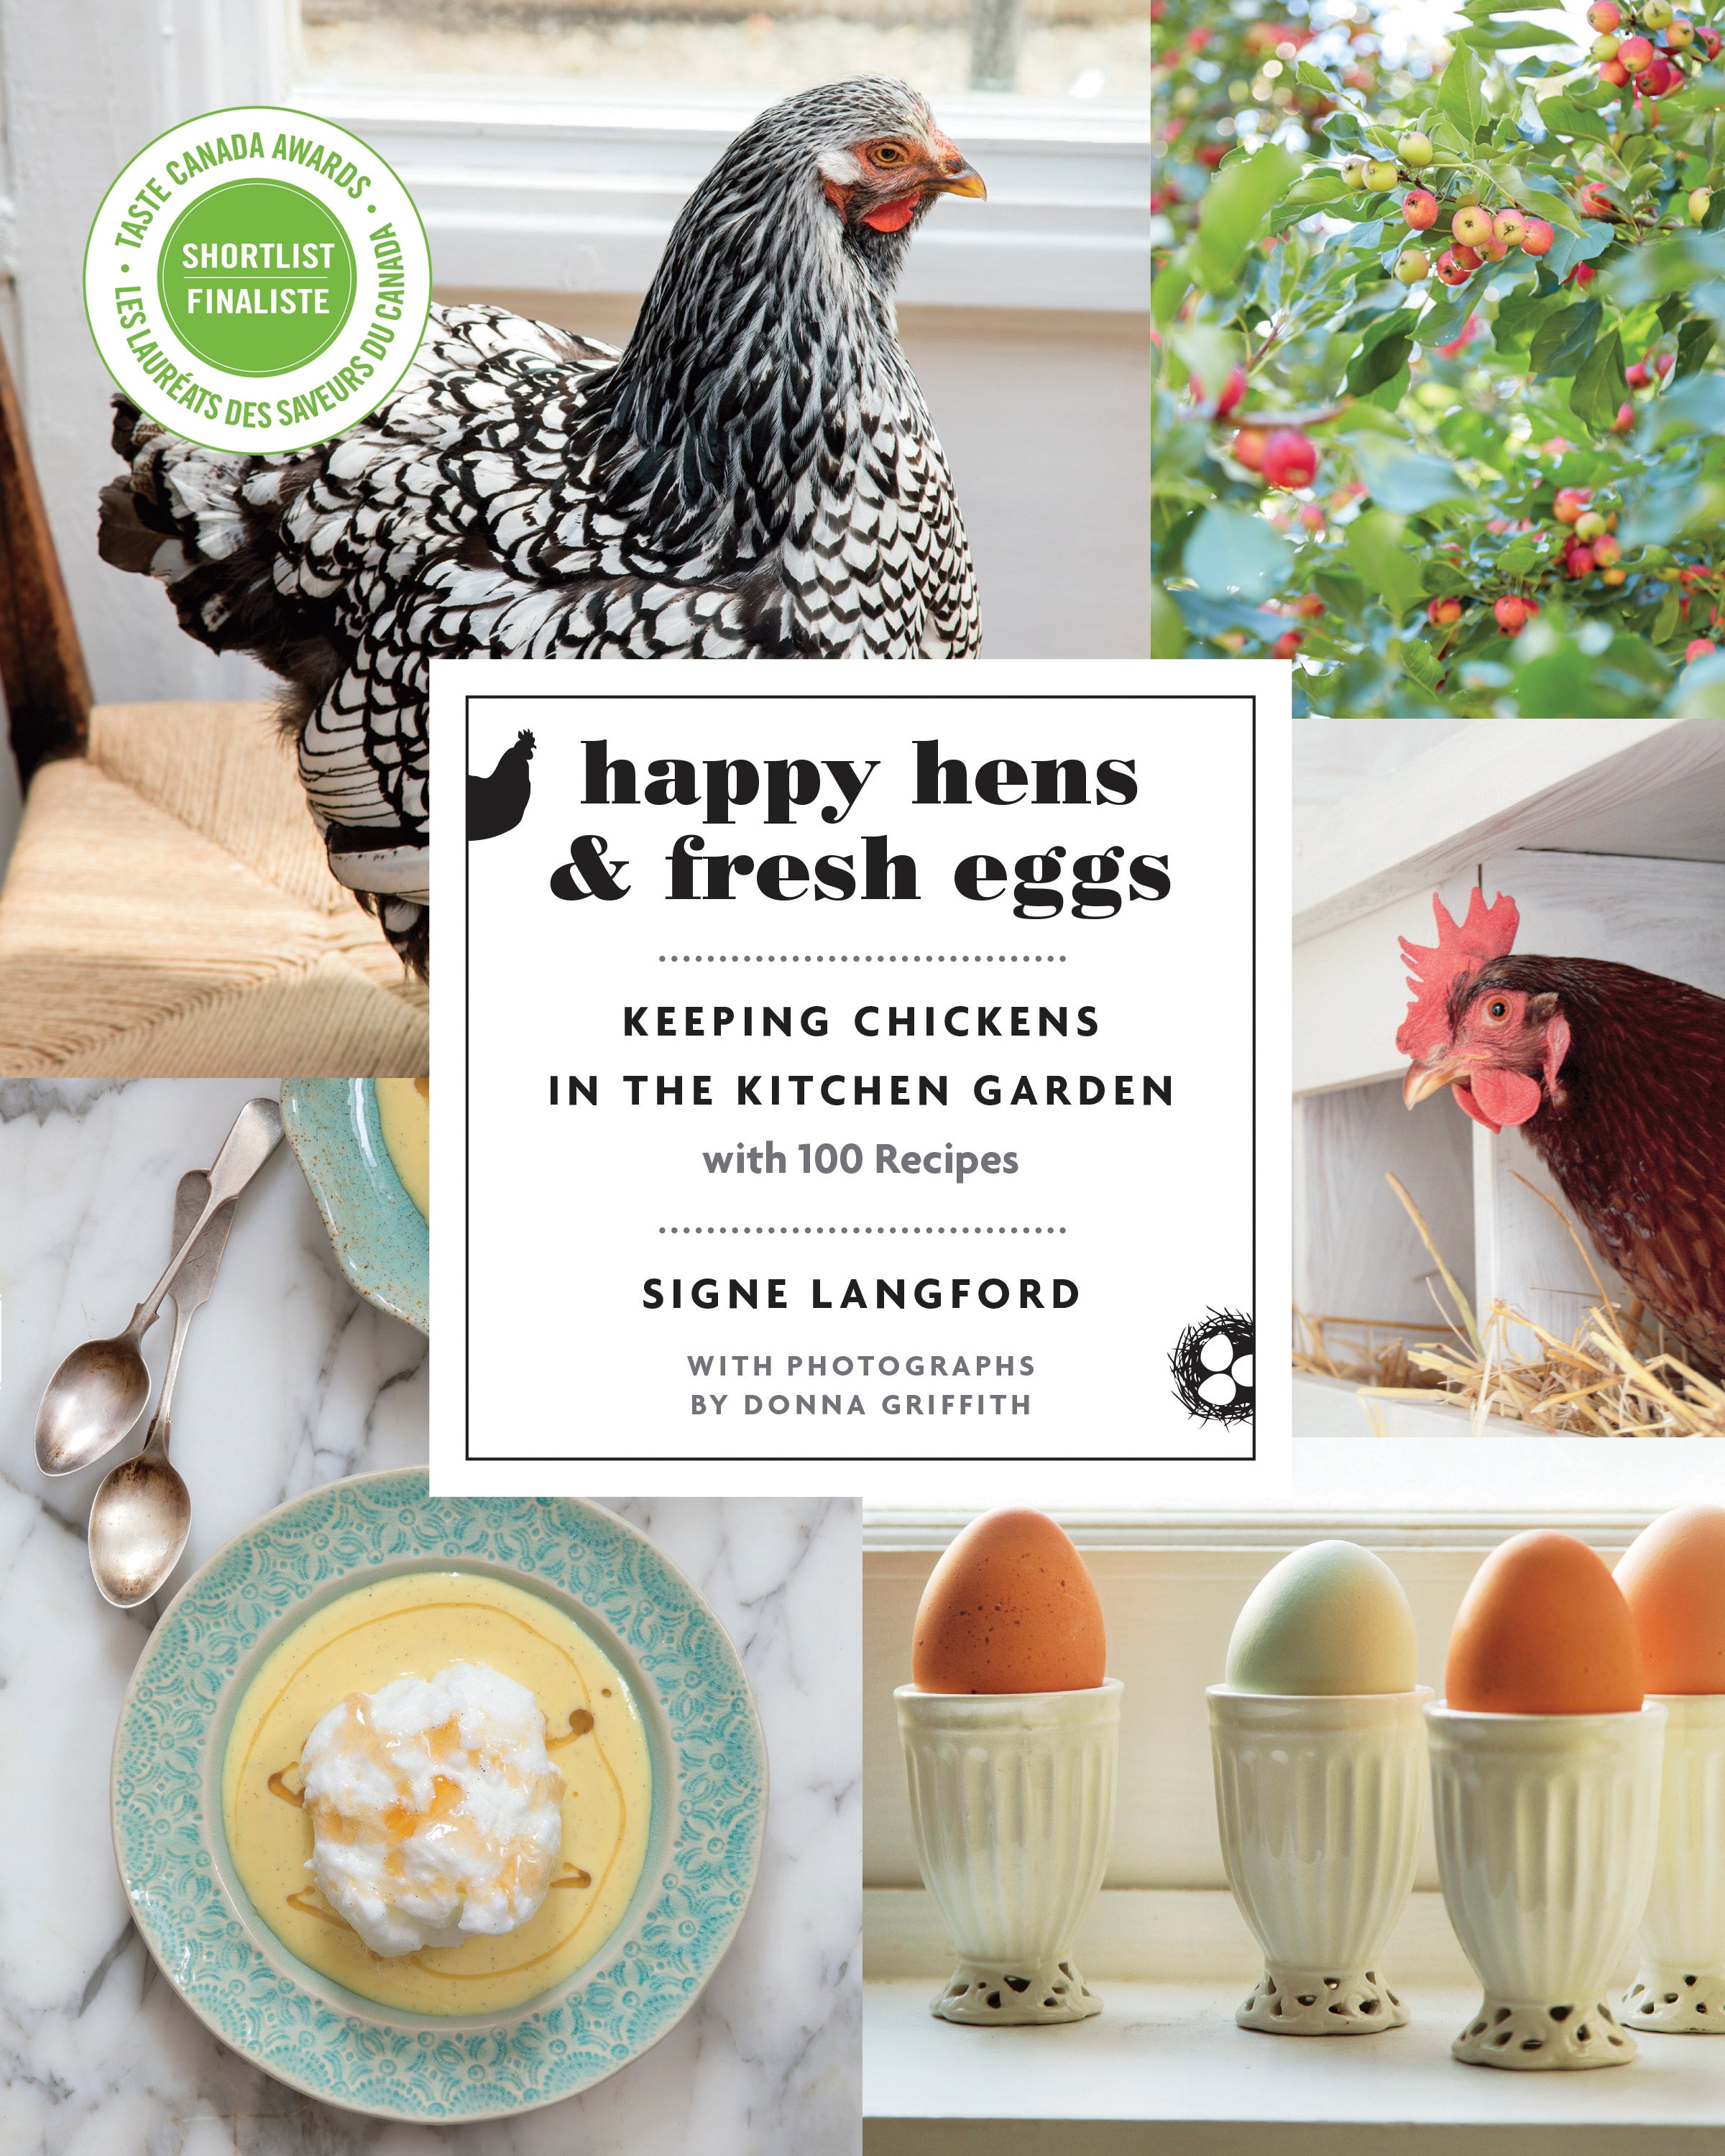 TASTE CANADA AWARDS •
LES LAURÉATS DES SAVEURS DU CANADA •
SHORTLIST
FINALISTE
happy hens
& fresh eggs
KEEPING CHICKENS
IN THE KITCHEN GARDEN
with 100 Recipes
SIGNE LANGFORD
WITH PHOTOGRAPHS
BY DONNA GRIFFITH